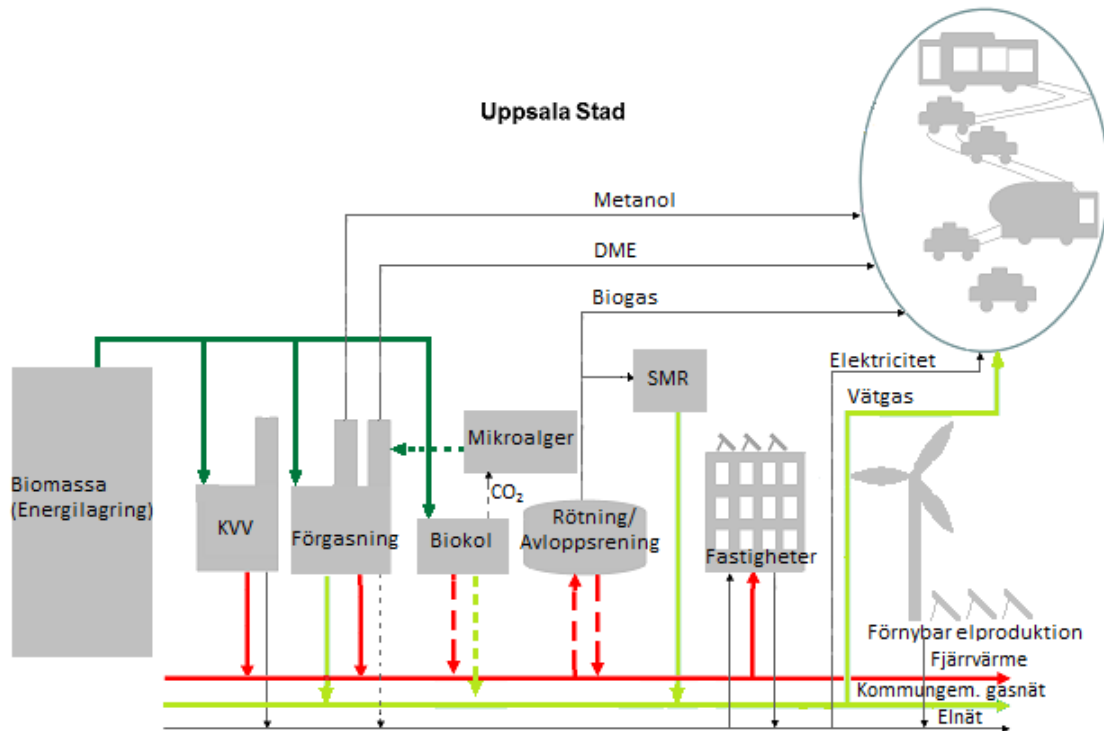 Uppsala Stad
Metanol
DME
Biogas
Elektricitet
Vätgas
SMR
Mikroalger
CO₂
Biomassa
(Energilagring)
KVV
Förgasning
Biokol
Rötning/
Avloppsrening
Fastigheter
Förnybar elproduktion
Fjärrvärme
Kommungem. gasnät
Elnät